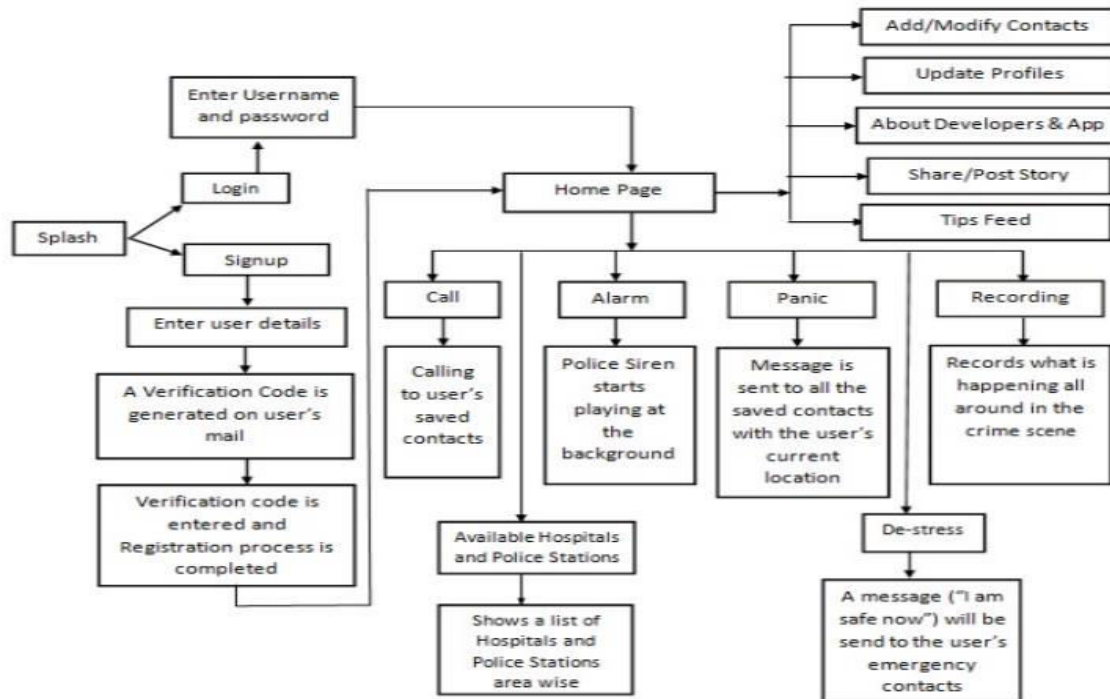 Add/Modify Contacts
Update Profiles
About Developers & App
Share/Post Story
Tips Feed
Enter Username
and password
Login
Home Page
Splash
Signup
Enter user details
A Verification Code is
generated on user's
mail
Verification code is
entered and
Registration process is
completed
Call
Calling
to user's
saved
contacts
Alarm
Police Siren
starts
playing at
the
background
Panic
Message is
sent to all the
saved contacts
with the user's
current
location
Recording
Records what is
happening all
around in the
crime scene
Available Hospitals
and Police Stations
Shows a list of
Hospitals and
Police Stations
area wise
De-stress
A message ("I am
safe now") will be
send to the user's
emergency
contacts